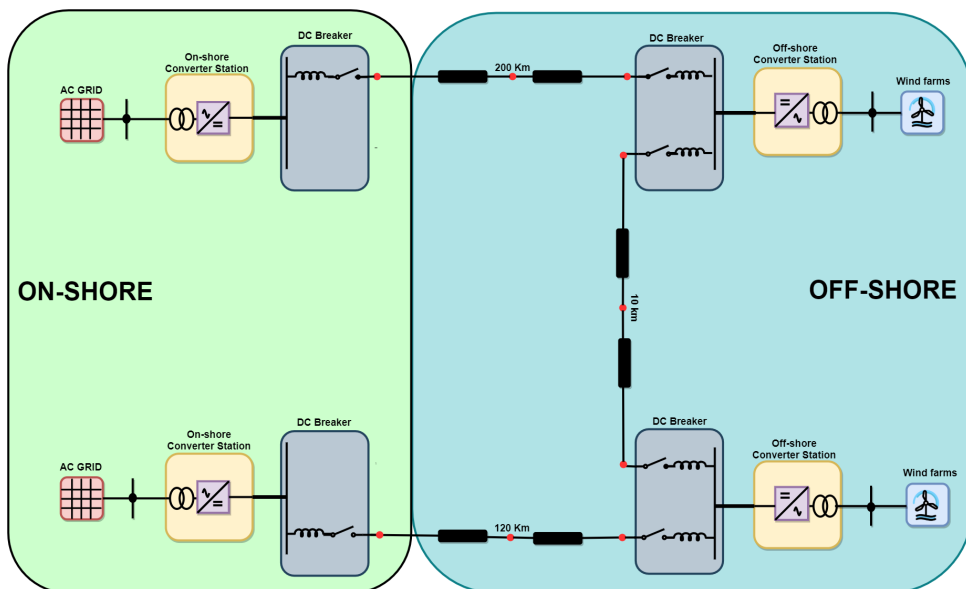 DC Breaker
DC Breaker
On-shore
Converter Station
Off-shore
Converter Station
AC GRID
200 Km
Wind farms
ON-SHORE
10 km
OFF-SHORE
DC Breaker
DC Breaker
On-shore
Converter Station
Off-shore
Converter Station
AC GRID
Wind farms
120 Km